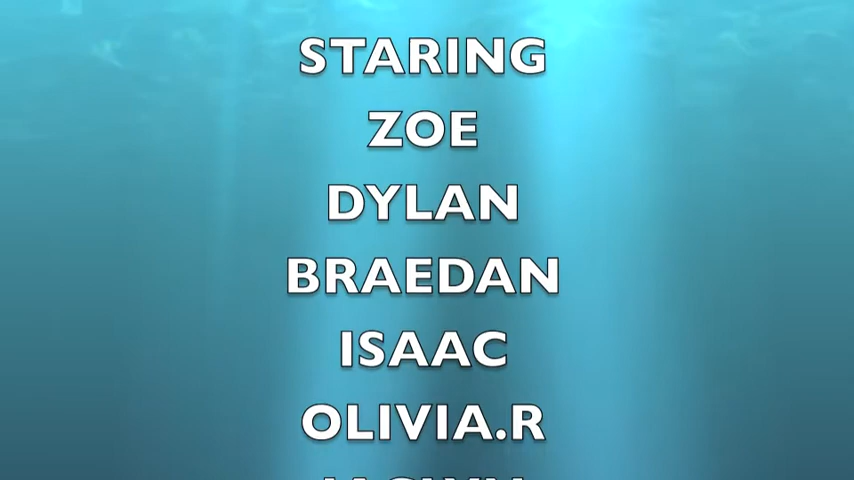 STARING
ZOE
DYLAN
BRAEDAN
ISAAC
OLIVIA.R